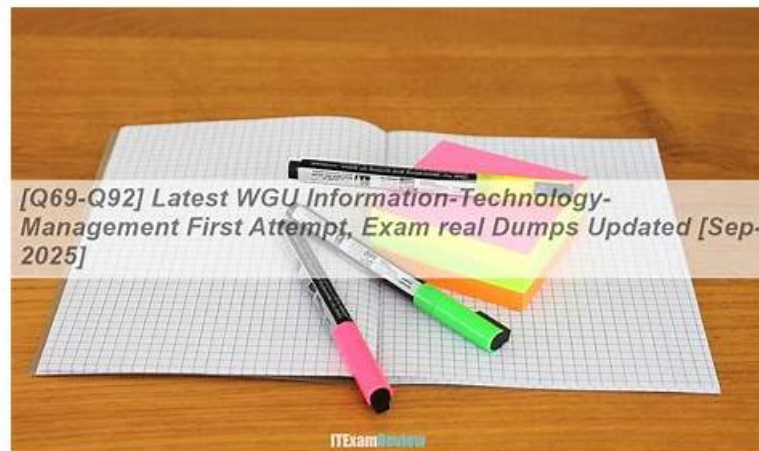 [Q69-Q92] Latest WGU Information-Technology-
Management First Attempt, Exam real Dumps Updated [Sep-
2025]
ITExamReview